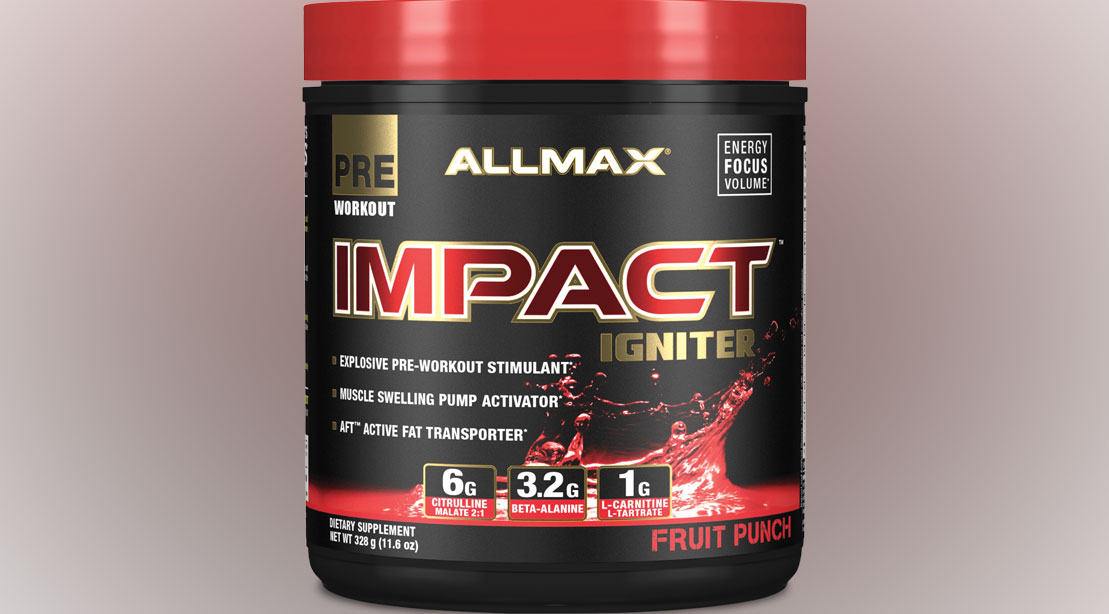 PRE
WORKOUT
ALLMAX®
ENERGY
FOCUS
VOLUME*
IMPACT™
IGNITER
EXPLOSIVE PRE-WORKOUT STIMULANT*
MUSCLE SWELLING PUMP ACTIVATOR*
AFT™ ACTIVE FAT TRANSPORTER*
6G
CITRULLINE
MALATE 2:1
3.2G
BETA-ALANINE
1G
L-CARNITINE
L-TARTRATE
DIETARY SUPPLEMENT
NET WT 328 g (11.6 oz)
FRUIT PUNCH